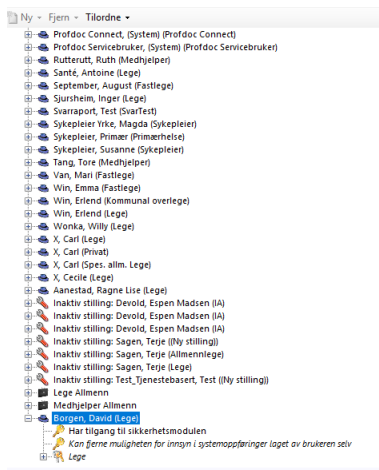 Ny Fjern Tilordne
Profdoc Connect, (System) (Profdoc Connect)
Profdoc Servicebruker, (System) (Profdoc Servicebruker)
Rutterutt, Ruth (Medhjelper)
Santé, Antoine (Lege)
September, August (Fastlege)
Sjursheim, Inger (Lege)
Svarraport, Test (SvarTest)
Sykepleier Yrke, Magda (Sykepleier)
Sykepleier, Primær (Primærhelse)
Sykepleier, Susanne (Sykepleier)
Tang, Tore (Medhjelper)
Van, Mari (Fastlege)
Win, Emma (Fastlege)
Win, Erlend (Kommunal overlege)
Win, Erlend (Lege)
Wonka, Willy (Lege)
X, Carl (Lege)
X, Carl (Privat)
X, Carl (Spes. allm. Lege)
X, Cecile (Lege)
Aanestad, Ragne Lise (Lege)
Inaktiv stilling: Devold, Espen Madsen (IA)
Inaktiv stilling: Devold, Espen Madsen (IA)
Inaktiv stilling: Devold, Espen Madsen (IA)
Inaktiv stilling: Sagen, Terje ((Ny stilling))
Inaktiv stilling: Sagen, Terje (Allmennlege)
Inaktiv stilling: Sagen, Terje (Lege)
Inaktiv stilling: Test_Tjenestebasert, Test ((Ny stilling))
Lege Allmenn
Medhjelper Allmenn
Borgen, David (Lege)
Har tilgang til sikkerhetsmodulen
Kan fjerne muligheten for innsyn i systemoppføringer laget av brukeren selv
Lege